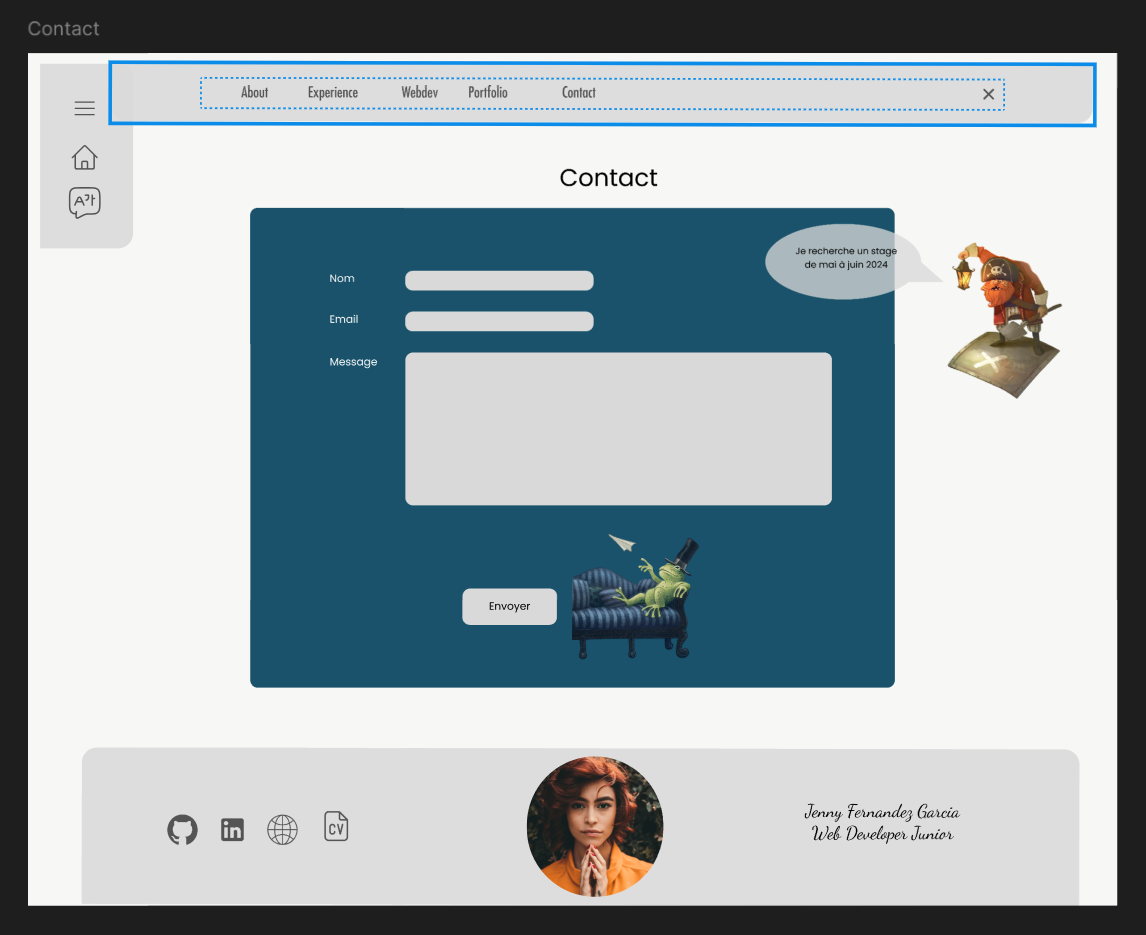 Contact
About Experience Webdev Portfolio Contact
Contact
Je recherche un stage
de mai à juin 2024
Nom
Email
Message
Envoyer
CV
Jenny Fernandez Garcia
Web Developer Junior